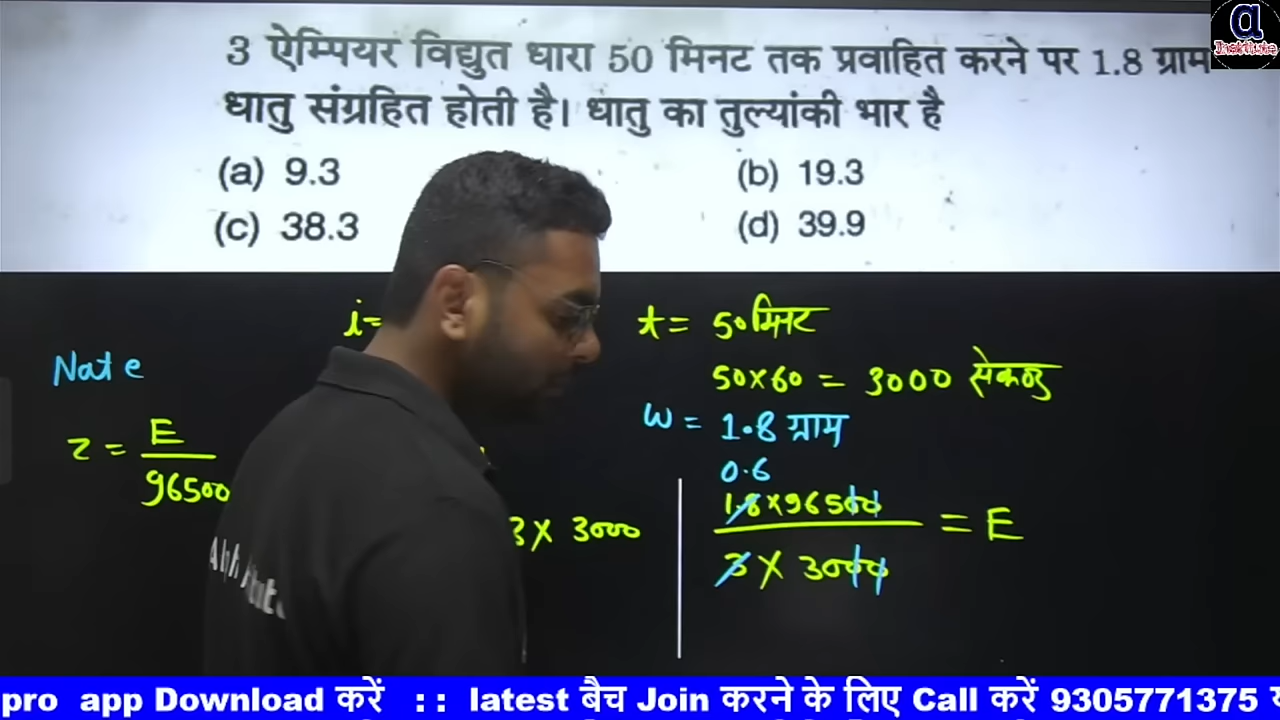 a
Institute
3 ऐम्पियर विद्युत धारा 50 मिनट तक प्रवाहित करने पर 1.8 ग्राम
धातु संग्रहित होती है। धातु का तुल्यांकी भार है
(a) 9.3
(b) 19.3
(c) 38.3
(d) 39.9
i=
t = 50 मिनट
50×60 = 3000 सेकण्ड
Note
W = 1.8 ग्राम
z = E / 96500
0.6
1.8×96500 / 3 × 3000 = E
3 × 3000
pro app Download करें :: latest बैच Join करने के लिए Call करें 9305771375